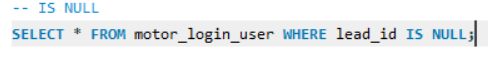 -- IS NULL
SELECT * FROM motor_login_user WHERE lead_id IS NULL;